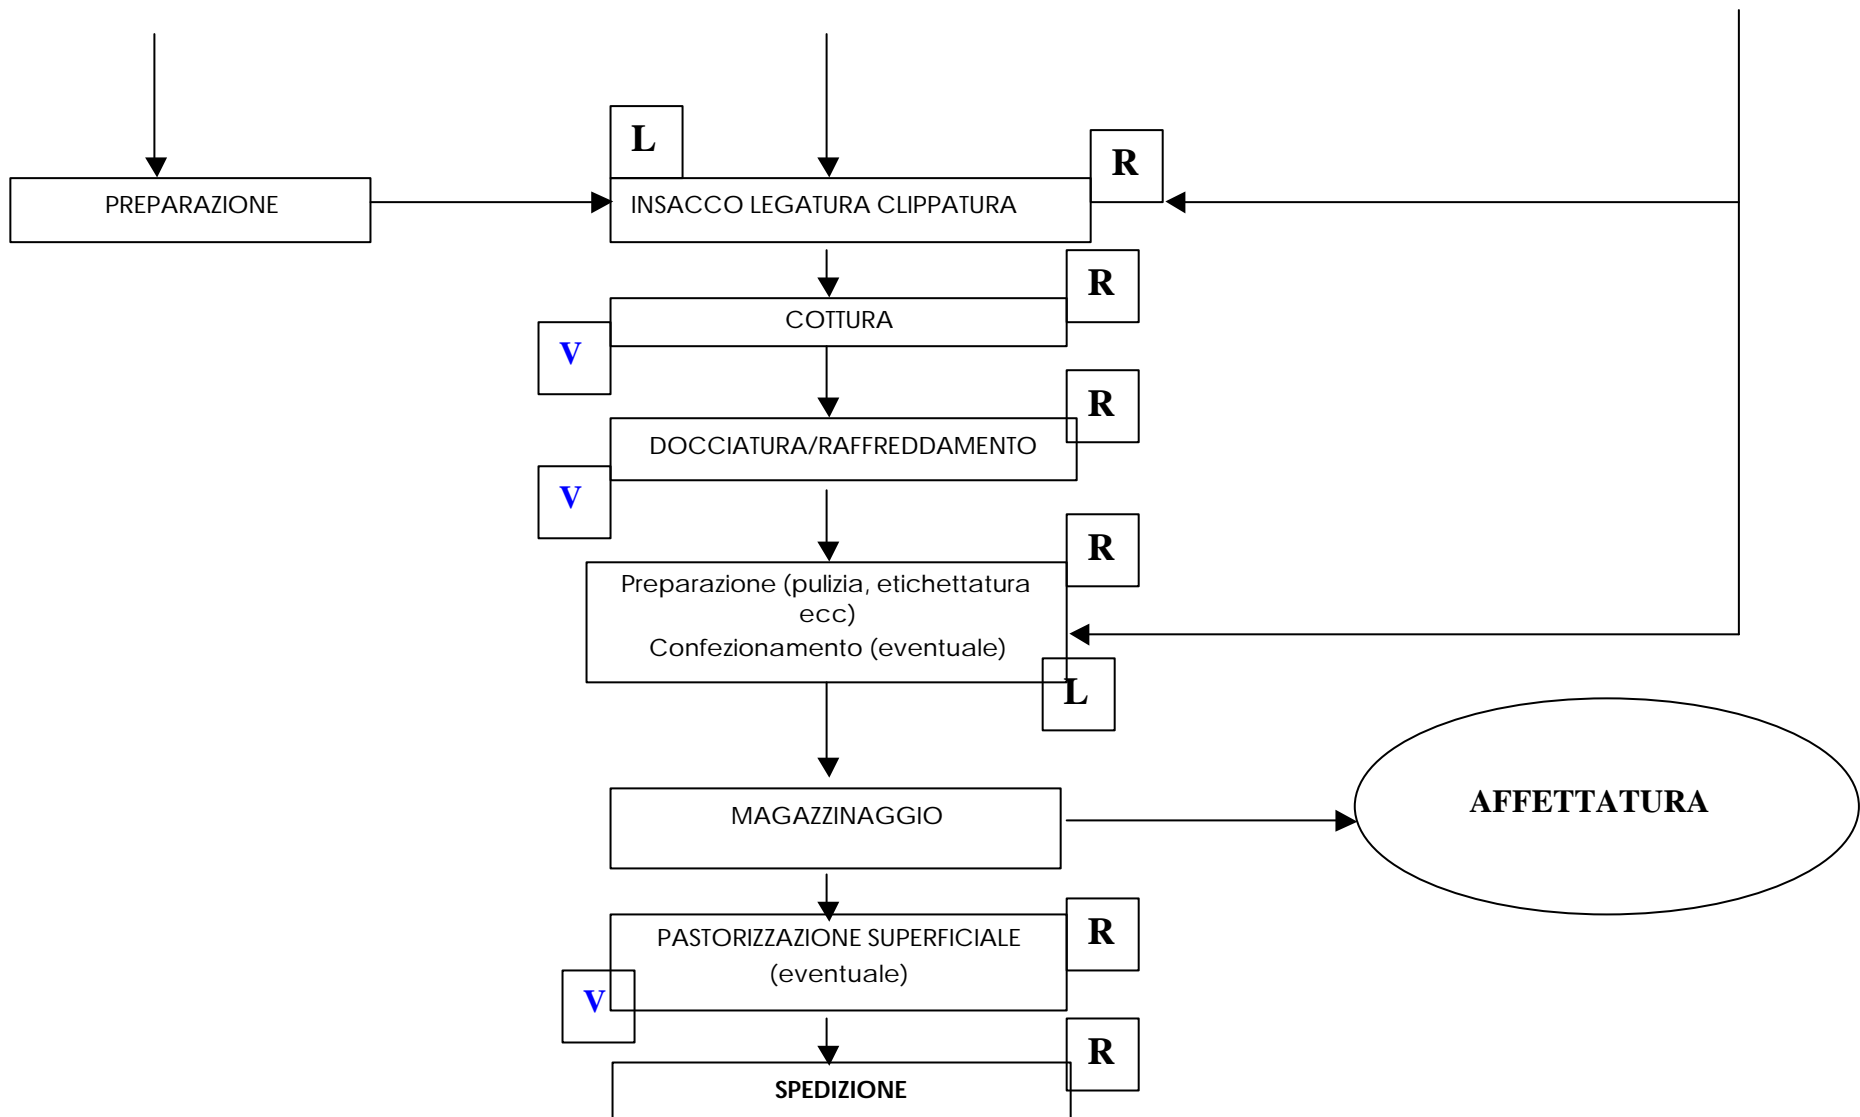 L
R
PREPARAZIONE
INSACCO LEGATURA CLIPPATURA
R
COTTURA
V
R
DOCCIATURA/RAFFREDDAMENTO
V
R
Preparazione (pulizia, etichettatura
ecc)
Confezionamento (eventuale)
L
MAGAZZINAGGIO
AFFETTATURA
R
PASTORIZZAZIONE SUPERFICIALE
(eventuale)
V
R
SPEDIZIONE